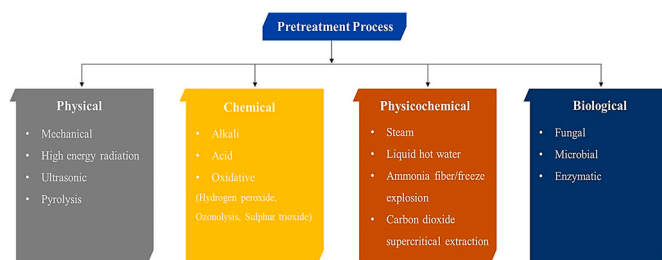 Pretreatment Process
Physical
• Mechanical
• High energy radiation
• Ultrasonic
• Pyrolysis
Chemical
• Alkali
• Acid
• Oxidative
(Hydrogen peroxide,
Ozonolysis, Sulphur trioxide)
Physicochemical
• Steam
• Liquid hot water
• Ammonia fiber/freeze
explosion
• Carbon dioxide
supercritical extraction
Biological
• Fungal
• Microbial
• Enzymatic